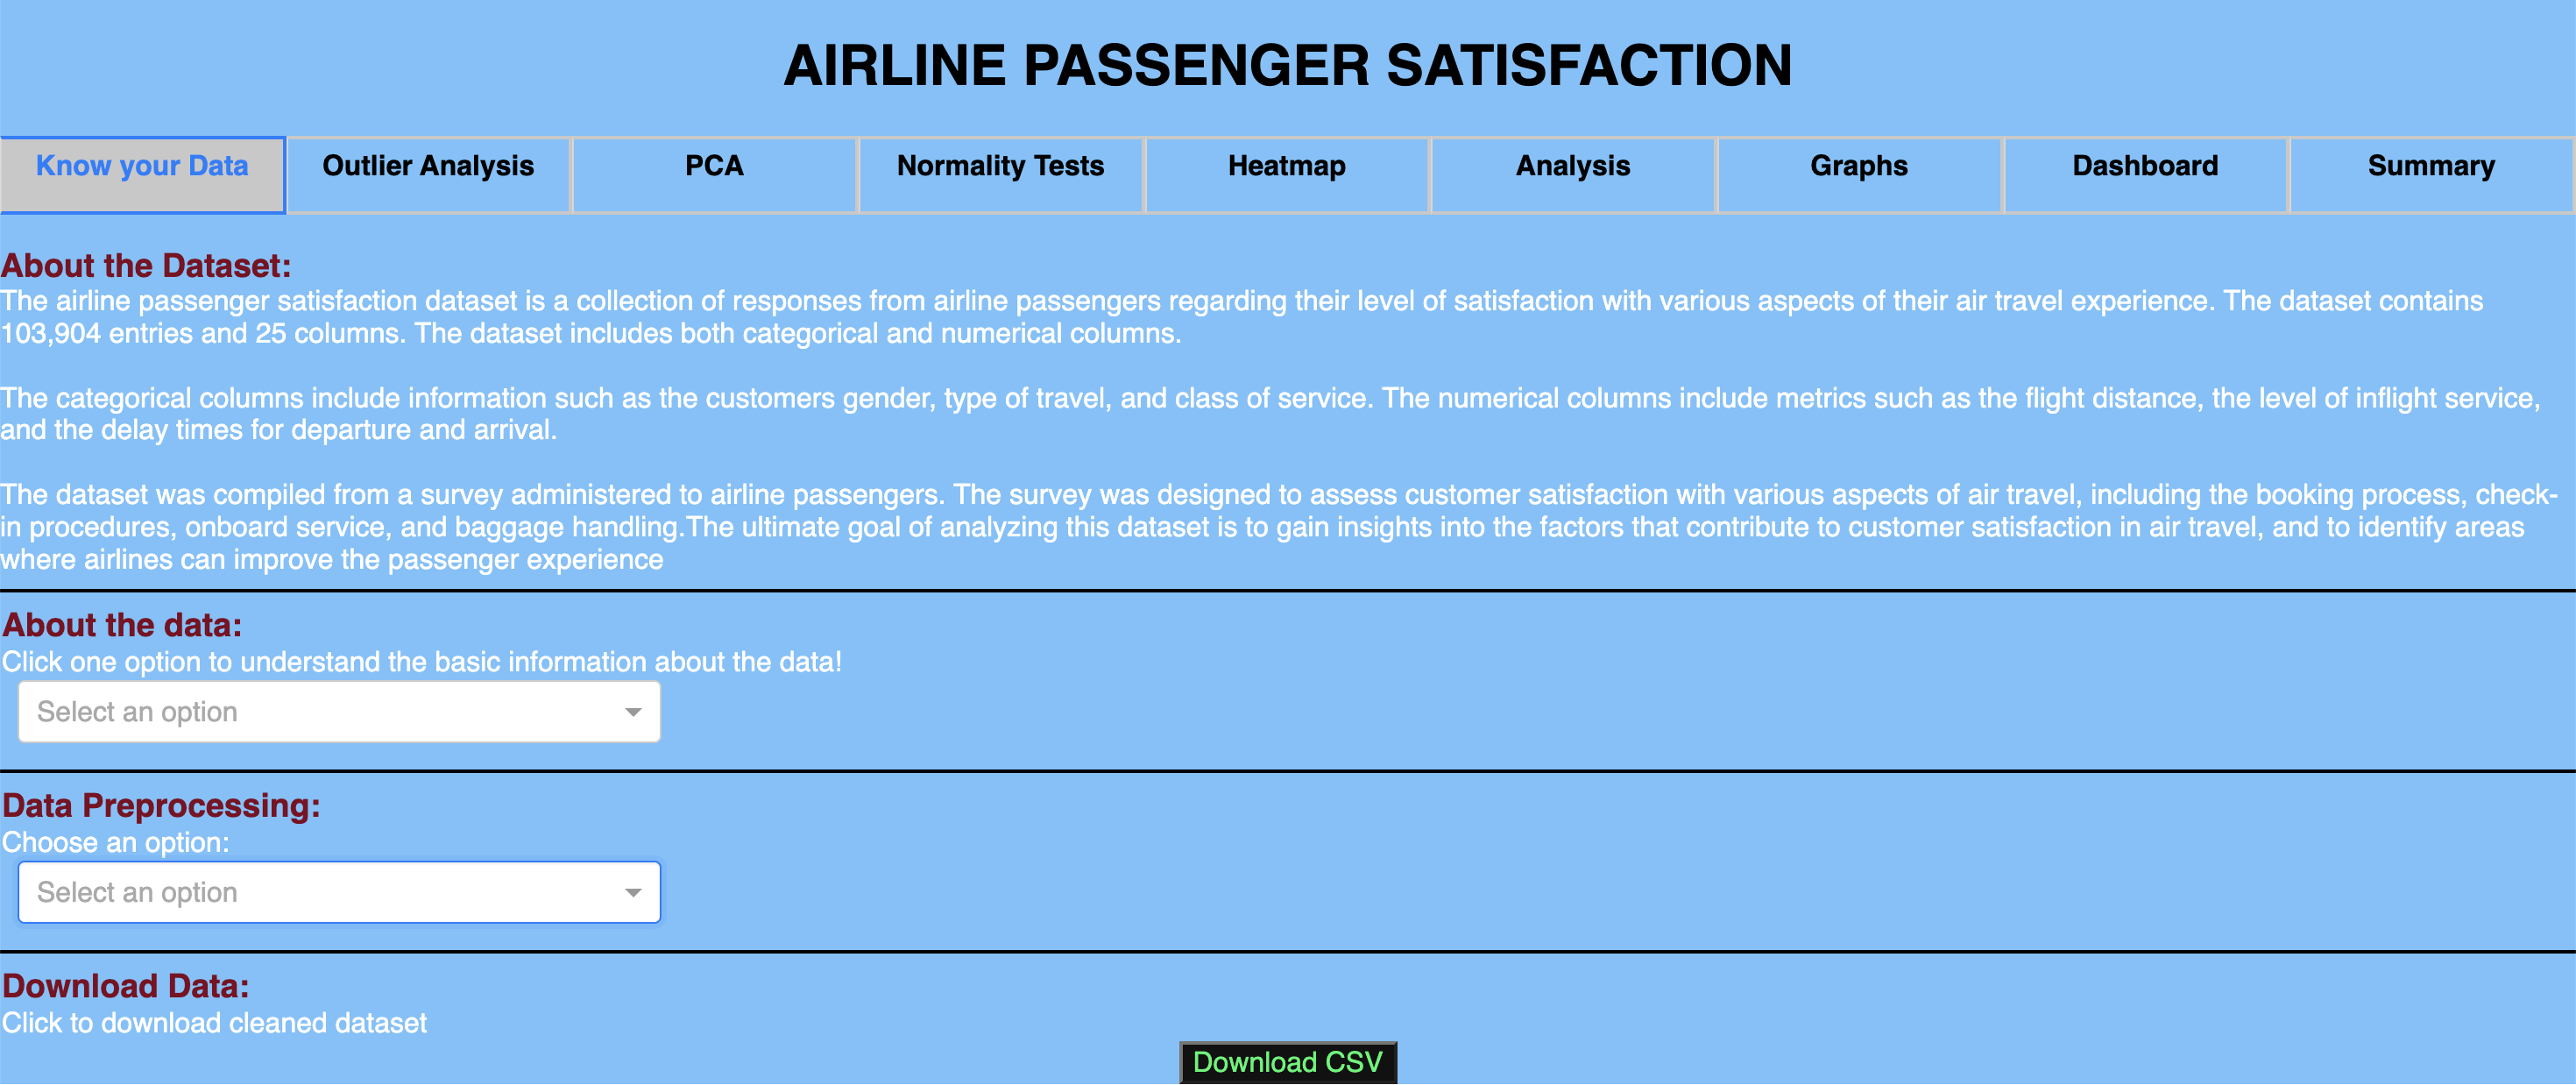 AIRLINE PASSENGER SATISFACTION
Know your Data
Outlier Analysis
PCA
Normality Tests
Heatmap
Analysis
Graphs
Dashboard
Summary
About the Dataset:
The airline passenger satisfaction dataset is a collection of responses from airline passengers regarding their level of satisfaction with various aspects of their air travel experience. The dataset contains
103,904 entries and 25 columns. The dataset includes both categorical and numerical columns.
The categorical columns include information such as the customers gender, type of travel, and class of service. The numerical columns include metrics such as the flight distance, the level of inflight service,
and the delay times for departure and arrival.
The dataset was compiled from a survey administered to airline passengers. The survey was designed to assess customer satisfaction with various aspects of air travel, including the booking process, check-
in procedures, onboard service, and baggage handling.The ultimate goal of analyzing this dataset is to gain insights into the factors that contribute to customer satisfaction in air travel, and to identify areas
where airlines can improve the passenger experience
About the data:
Click one option to understand the basic information about the data!
Select an option
Data Preprocessing:
Choose an option:
Select an option
Download Data:
Click to download cleaned dataset
Download CSV